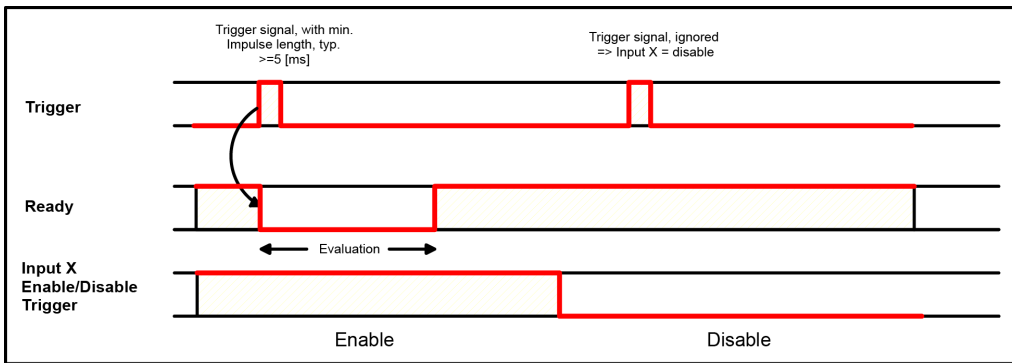 Trigger signal, with min.
Impulse length, typ.
>=5 [ms]
Trigger signal, ignored
=> Input X = disable
Trigger
Ready
Evaluation
Input X
Enable/Disable
Trigger
Enable
Disable